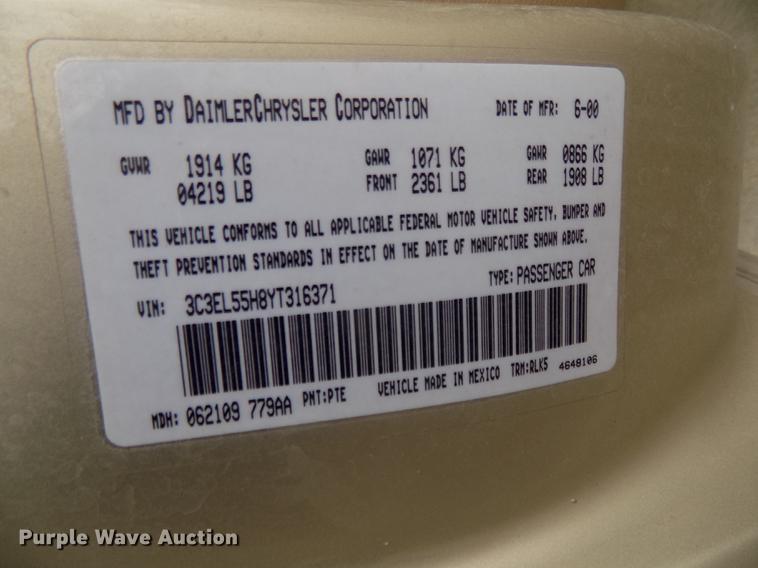 MFD BY DAIMLERCHRYSLER CORPORATION DATE OF MFR: 6-00
GVWR 1914 KG GAWR 1071 KG GAWR 0866 KG
04219 LB FRONT 2361 LB REAR 1908 LB
THIS VEHICLE CONFORMS TO ALL APPLICABLE FEDERAL MOTOR VEHICLE SAFETY, BUMPER AND
THEFT PREVENTION STANDARDS IN EFFECT ON THE DATE OF MANUFACTURE SHOWN ABOVE.
VIN: 3C3EL55H8YT316371 TYPE: PASSENGER CAR
MDH: 062109 779AA PNT:PTE VEHICLE MADE IN MEXICO TRM:RLK5 4648106
Purple Wave Auction